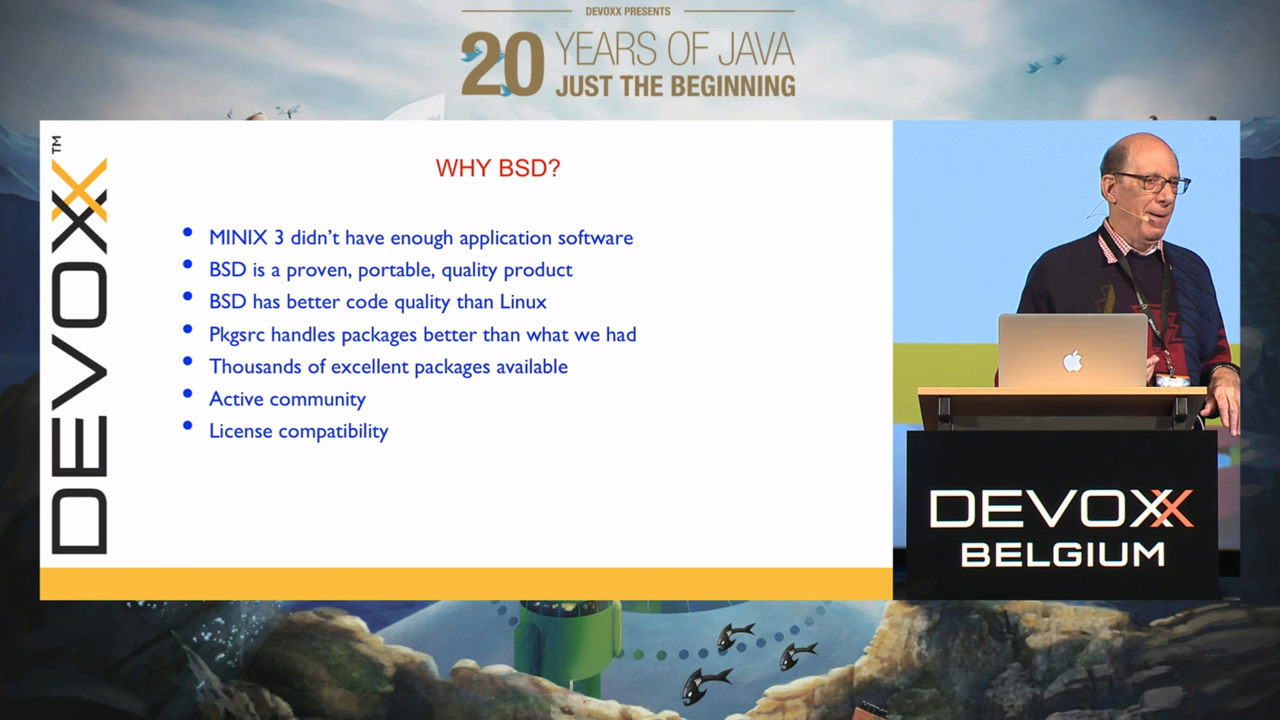 DEVOXX PRESENTS
20 YEARS OF JAVA
JUST THE BEGINNING
DEVOXX™
WHY BSD?
• MINIX 3 didn’t have enough application software
• BSD is a proven, portable, quality product
• BSD has better code quality than Linux
• Pkgsrc handles packages better than what we had
• Thousands of excellent packages available
• Active community
• License compatibility
DEVOXX
BELGIUM